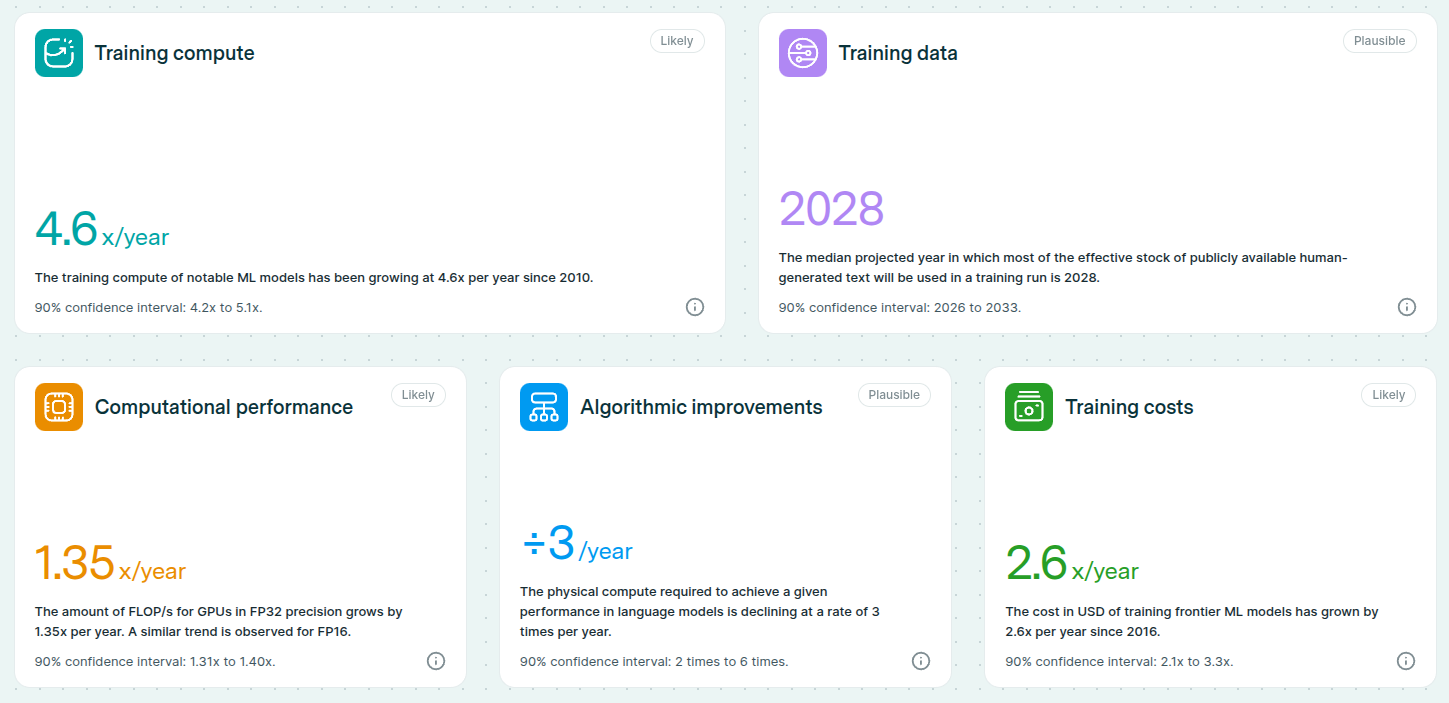 Training compute
Likely
4.6 x/year
The training compute of notable ML models has been growing at 4.6x per year since 2010.
90% confidence interval: 4.2x to 5.1x.
Training data
Plausible
2028
The median projected year in which most of the effective stock of publicly available human-
generated text will be used in a training run is 2028.
90% confidence interval: 2026 to 2033.
Computational performance
Likely
1.35 x/year
The amount of FLOP/s for GPUs in FP32 precision grows by
1.35x per year. A similar trend is observed for FP16.
90% confidence interval: 1.31x to 1.40x.
Algorithmic improvements
Plausible
÷3 /year
The physical compute required to achieve a given
performance in language models is declining at a rate of 3
times per year.
90% confidence interval: 2 times to 6 times.
Training costs
Likely
2.6 x/year
The cost in USD of training frontier ML models has grown by
2.6x per year since 2016.
90% confidence interval: 2.1x to 3.3x.